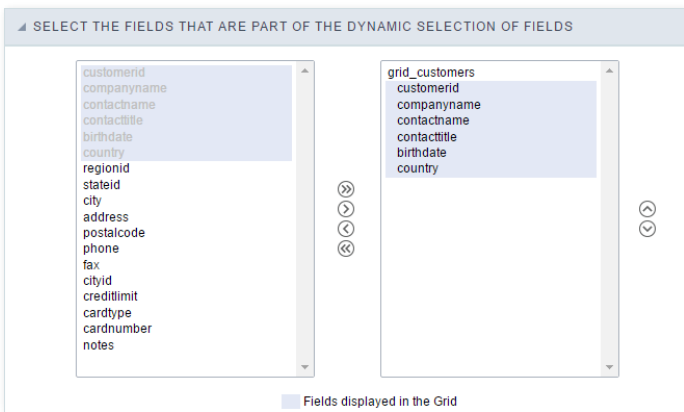 SELECT THE FIELDS THAT ARE PART OF THE DYNAMIC SELECTION OF FIELDS
customerid
companyname
contactname
contacttitle
birthdate
country
regionid
stateid
city
address
postalcode
phone
fax
cityid
creditlimit
cardtype
cardnumber
notes
grid_customers
customerid
companyname
contactname
contacttitle
birthdate
country
Fields displayed in the Grid